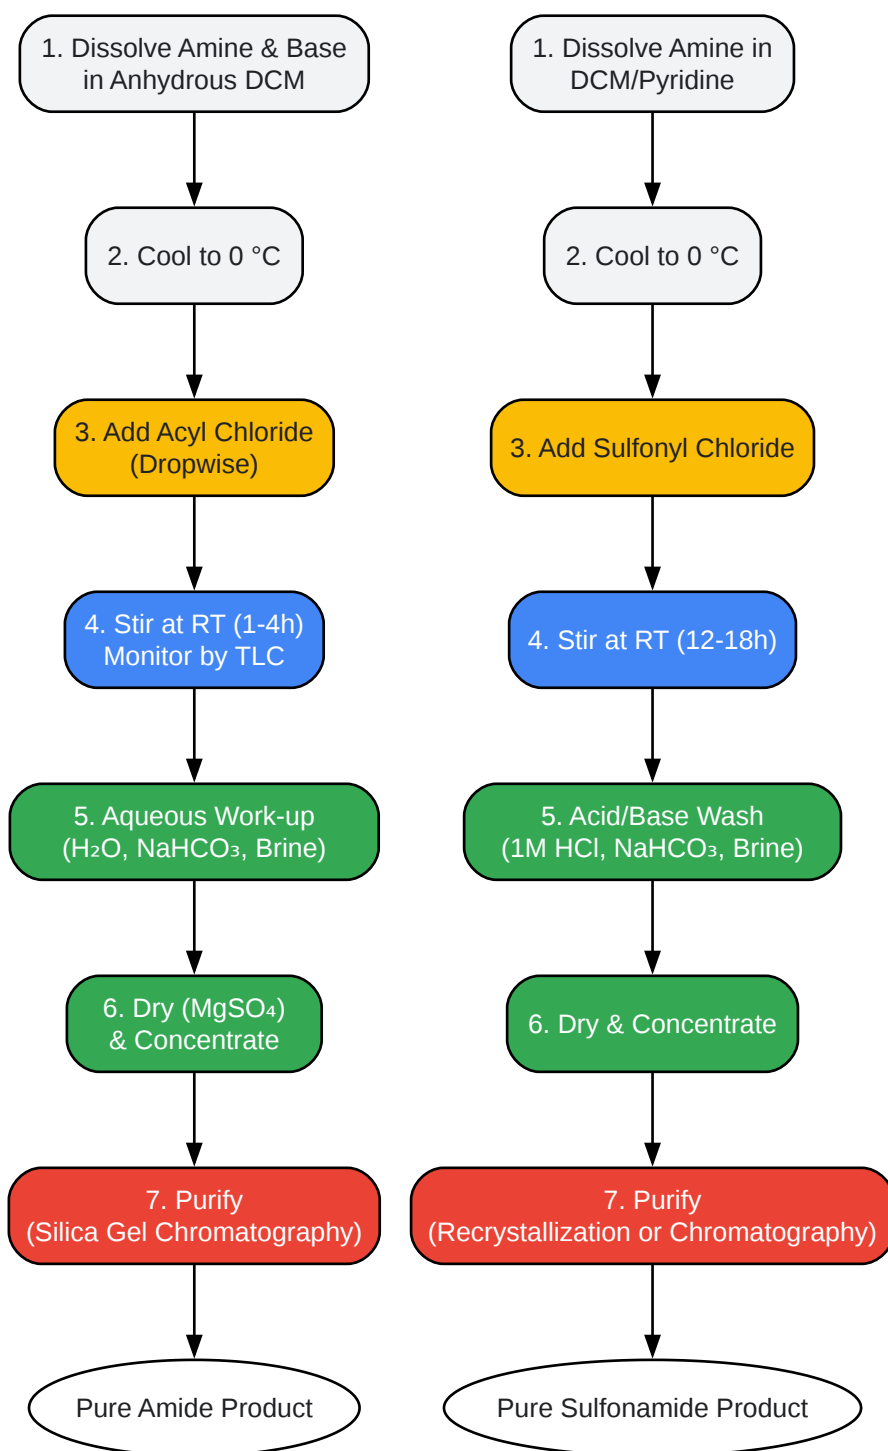 1. Dissolve Amine & Base
in Anhydrous DCM
2. Cool to 0 °C
3. Add Acyl Chloride
(Dropwise)
4. Stir at RT (1-4h)
Monitor by TLC
5. Aqueous Work-up
(H₂O, NaHCO₃, Brine)
6. Dry (MgSO₄)
& Concentrate
7. Purify
(Silica Gel Chromatography)
Pure Amide Product
1. Dissolve Amine in
DCM/Pyridine
2. Cool to 0 °C
3. Add Sulfonyl Chloride
4. Stir at RT (12-18h)
5. Acid/Base Wash
(1M HCl, NaHCO₃, Brine)
6. Dry & Concentrate
7. Purify
(Recrystallization or Chromatography)
Pure Sulfonamide Product